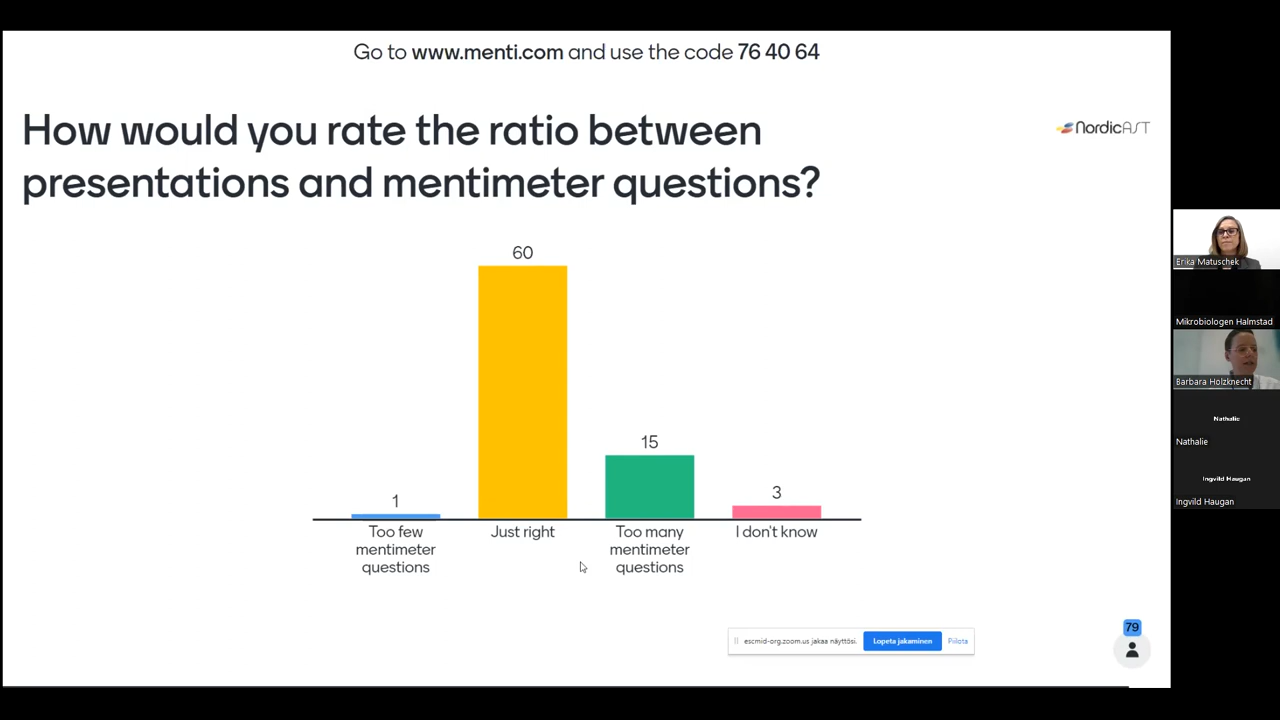 Go to www.menti.com and use the code 76 40 64
How would you rate the ratio between
presentations and mentimeter questions?
NordicAST
60
15
3
1
Too few
mentimeter
questions
Just right
Too many
mentimeter
questions
I don't know
escmid-org.zoom.us jakaa näyttösi.
Lopeta jakaminen
Piilota
79
Erika Matuschek
Mikrobiologen Halmstad
Barbara Holzknecht
Nathalie
Nathalie
Ingvild Haugan
Ingvild Haugan